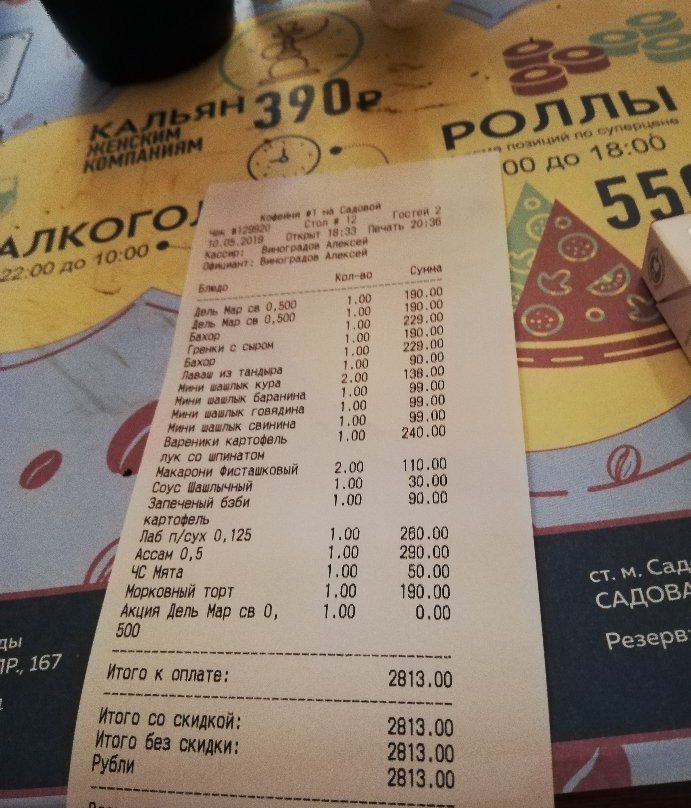 КАЛЬЯН 390₽
ЖЕНСКИМ
КОМПАНИЯМ
РОЛЛЫ
позиций по суперцене
00 до 18:00
550
АЛКОГОЛ
22:00 до 10:00
Кофейня #1 на Садовой
Чек #129920 Стол # 12 Гостей 2
10.05.2019 Открыт 18:33 Печать 20:36
Кассир: Виноградов Алексей
Официант: Виноградов Алексей
Блюдо Кол-во Сумма
Дель Мар св 0,500 1.00 190.00
Дель Мар св 0,500 1.00 190.00
Бахор 1.00 229.00
Гренки с сыром 1.00 190.00
Бахор 1.00 229.00
Лаваш из тандыра 1.00 90.00
Мини шашлык кура 2.00 138.00
Мини шашлык баранина 1.00 99.00
Мини шашлык говядина 1.00 99.00
Мини шашлык свинина 1.00 99.00
Вареники картофель 1.00 240.00
лук со шпинатом
Макарони Фисташковый 2.00 110.00
Соус Шашлычный 1.00 30.00
Запеченый бэби 1.00 90.00
картофель
Лаб п/сух 0,125 1.00 260.00
Ассам 0,5 1.00 290.00
ЧС Мята 1.00 50.00
Морковный торт 1.00 190.00
Акция Дель Мар св 0, 1.00 0.00
500
Итого к оплате: 2813.00
Итого со скидкой: 2813.00
Итого без скидки: 2813.00
Рубли 2813.00
ПР., 167
ст. м. Сад
САДОВА
Резерв